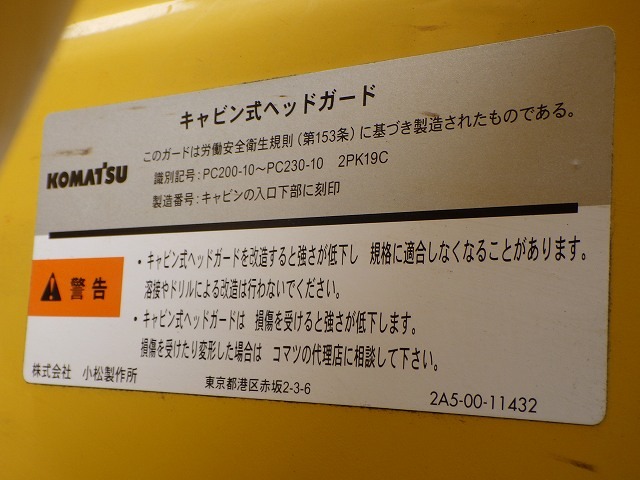 キャビン式ヘッドガード
このガードは労働安全衛生規則(第153条)に基づき製造されたものである。
KOMATSU
識別記号:PC200-10〜PC230-10 2PK19C
製造番号:キャビンの入口下部に刻印
警告
・キャビン式ヘッドガードを改造すると強さが低下し 規格に適合しなくなることがあります。
溶接やドリルによる改造は行わないでください。
・キャビン式ヘッドガードは 損傷を受けると強さが低下します。
損傷を受けたり変形した場合は コマツの代理店に相談して下さい。
株式会社 小松製作所
東京都港区赤坂2-3-6
2A5-00-11432